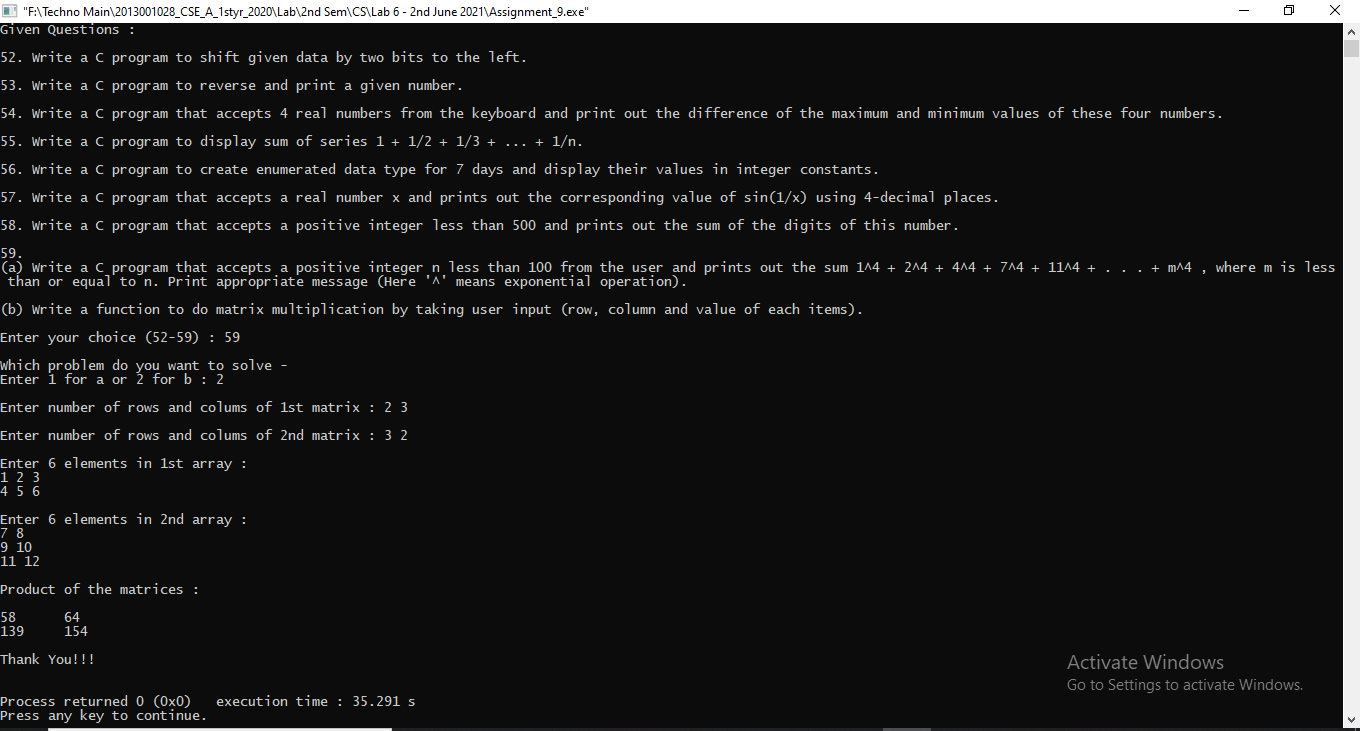 "F:\Techno Main\2013001028_CSE_A_1styr_2020\Lab\2nd Sem\CS\Lab 6 - 2nd June 2021\Assignment_9.exe"
Given Questions :
52. Write a C program to shift given data by two bits to the left.
53. Write a C program to reverse and print a given number.
54. Write a C program that accepts 4 real numbers from the keyboard and print out the difference of the maximum and minimum values of these four numbers.
55. Write a C program to display sum of series 1 + 1/2 + 1/3 + ... + 1/n.
56. Write a C program to create enumerated data type for 7 days and display their values in integer constants.
57. Write a C program that accepts a real number x and prints out the corresponding value of sin(1/x) using 4-decimal places.
58. Write a C program that accepts a positive integer less than 500 and prints out the sum of the digits of this number.
59.
(a) Write a C program that accepts a positive integer n less than 100 from the user and prints out the sum 1^4 + 2^4 + 4^4 + 7^4 + 11^4 + . . . + m^4 , where m is less
than or equal to n. Print appropriate message (Here '^' means exponential operation).
(b) Write a function to do matrix multiplication by taking user input (row, column and value of each items).
Enter your choice (52-59) : 59
Which problem do you want to solve -
Enter 1 for a or 2 for b : 2
Enter number of rows and colums of 1st matrix : 2 3
Enter number of rows and colums of 2nd matrix : 3 2
Enter 6 elements in 1st array :
1 2 3
4 5 6
Enter 6 elements in 2nd array :
7 8
9 10
11 12
Product of the matrices :
58 64
139 154
Thank You!!!
Activate Windows
Go to Settings to activate Windows.
Process returned 0 (0x0) execution time : 35.291 s
Press any key to continue.